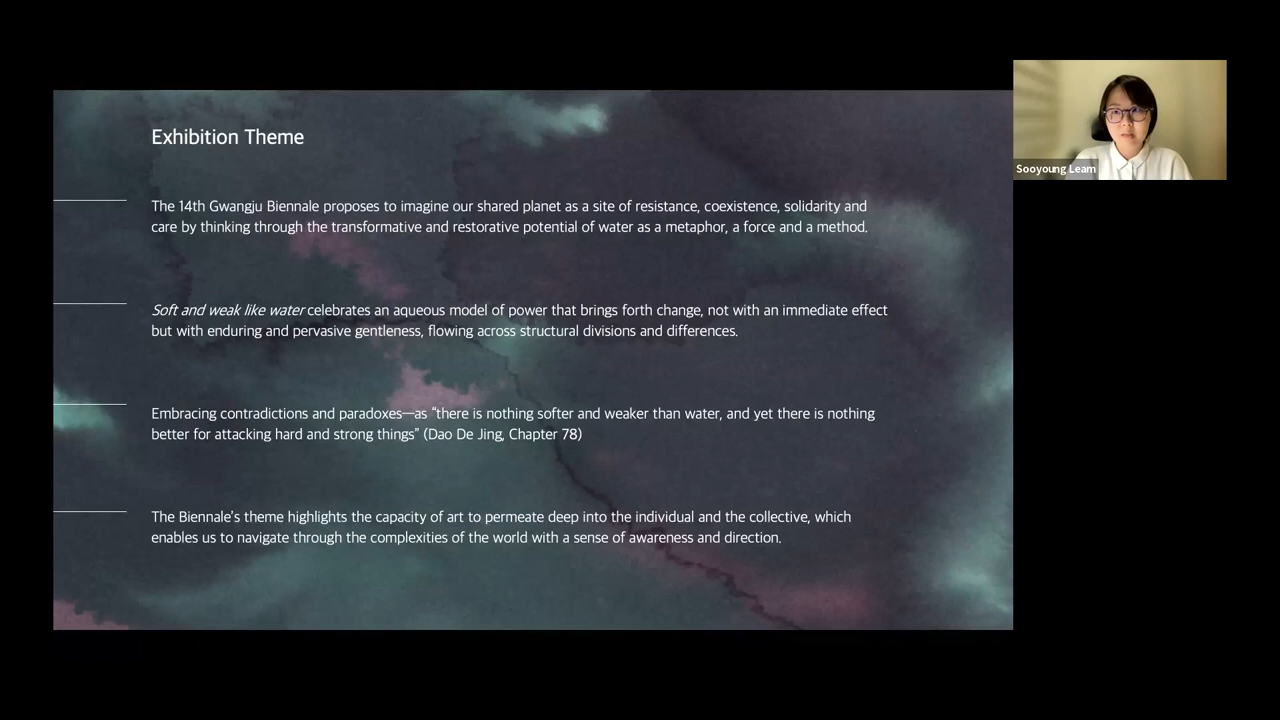 Exhibition Theme
The 14th Gwangju Biennale proposes to imagine our shared planet as a site of resistance, coexistence, solidarity and
care by thinking through the transformative and restorative potential of water as a metaphor, a force and a method.
Soft and weak like water celebrates an aqueous model of power that brings forth change, not with an immediate effect
but with enduring and pervasive gentleness, flowing across structural divisions and differences.
Embracing contradictions and paradoxes—as “there is nothing softer and weaker than water, and yet there is nothing
better for attacking hard and strong things” (Dao De Jing, Chapter 78)
The Biennale’s theme highlights the capacity of art to permeate deep into the individual and the collective, which
enables us to navigate through the complexities of the world with a sense of awareness and direction.
Sooyoung Leam